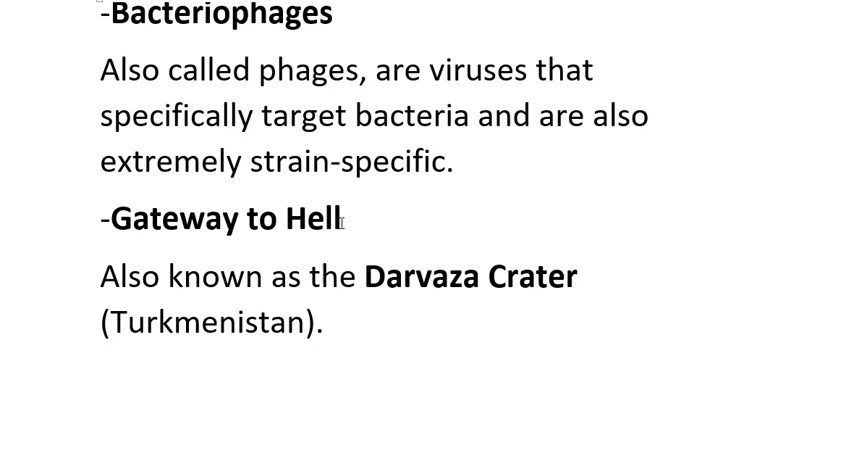 -Bacteriophages
Also called phages, are viruses that
specifically target bacteria and are also
extremely strain-specific.
-Gateway to Hell
Also known as the Darvaza Crater
(Turkmenistan).